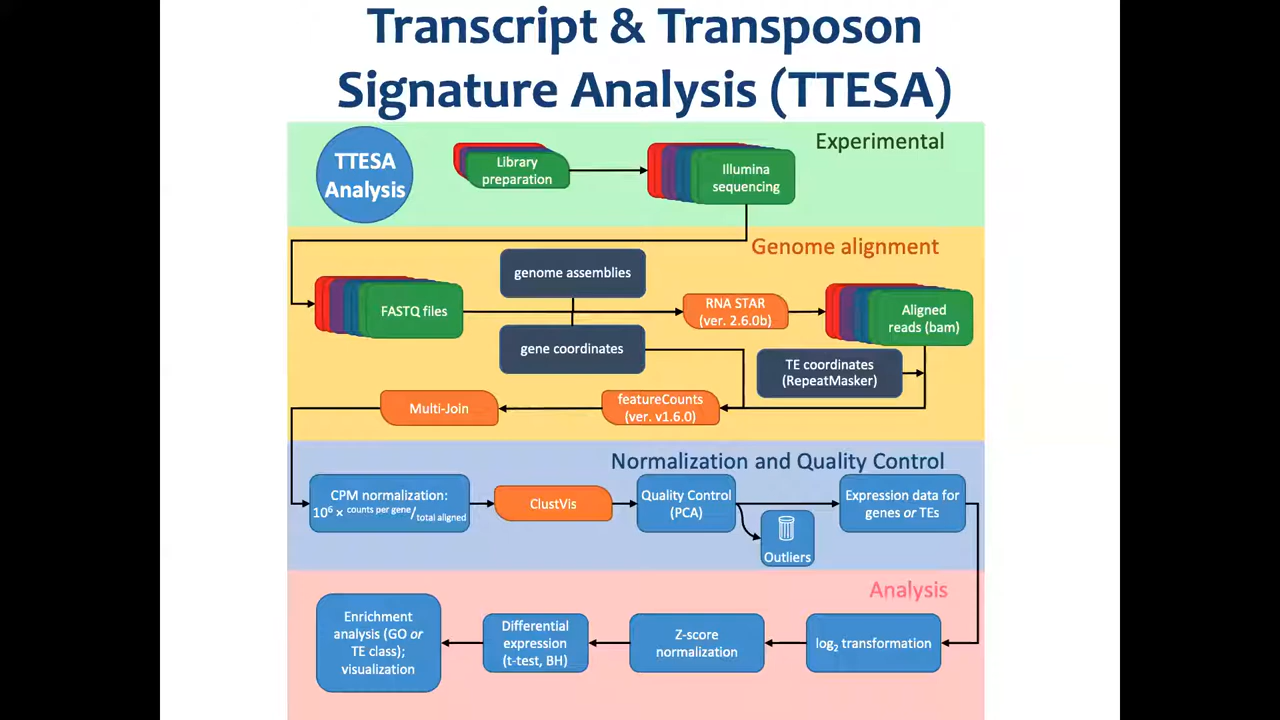 Transcript & Transposon
Signature Analysis (TTESA)
TTESA
Analysis
Library
preparation
Illumina
sequencing
Experimental
Genome alignment
genome assemblies
FASTQ files
RNA STAR
(ver. 2.6.0b)
Aligned
reads (bam)
gene coordinates
TE coordinates
(RepeatMasker)
Multi-Join
featureCounts
(ver. v1.6.0)
Normalization and Quality Control
CPM normalization:
10⁶ × counts per gene/total aligned
ClustVis
Quality Control
(PCA)
Outliers
Expression data for
genes or TEs
Analysis
Enrichment
analysis (GO or
TE class);
visualization
Differential
expression
(t-test, BH)
Z-score
normalization
log₂ transformation